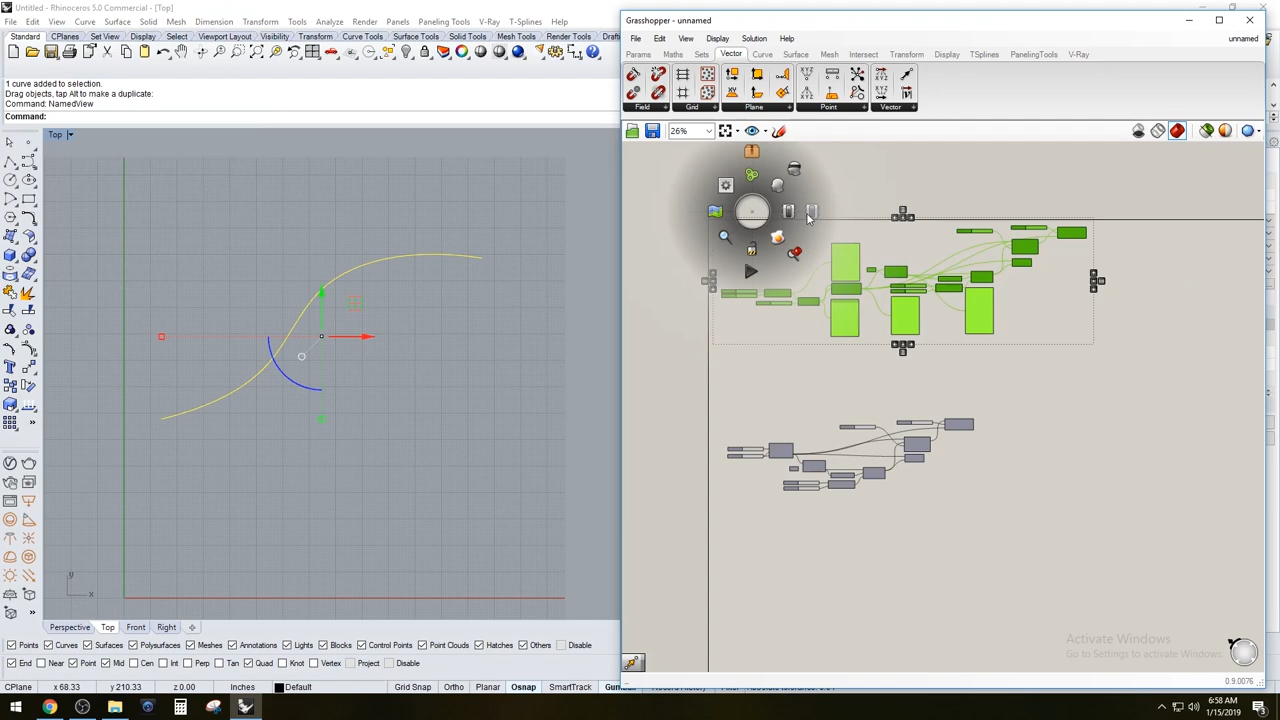 Untitled - Rhinoceros 5.0 Commercial - [Top]
File Edit View Curve Surface Solid Mesh Dimension Transform Tools Analyze Render Panels Paneling Tools V-Ray T-Splines Help
Standard CPlanes Set View Display Select Viewport Layout Visibility Transform Curve Tools Surface Tools Solid Tools Mesh Tools Render Tools
1 curve added to selection.
Drag objects, tap Alt to make a duplicate:
Command: NamedView
Command:
Top
y
x
Perspective Top Front Right
Points Curves Surfaces Polysurfaces Meshes Annotations Lights Blocks Control Points Point Clouds Hatches Others Disable
End Near Point Mid Cen Int Perp Tan Quad Knot Vertex Project Disable
CPlane x 68.33 y 210.33 z 0.00 Inches Default Grid Snap Ortho Planar Osnap SmartTrack Gumball
Grasshopper - unnamed
File Edit View Display Solution Help
unnamed
Params Maths Sets Vector Curve Surface Mesh Intersect Transform Display TSplines PanelingTools V-Ray
Field Grid Plane Point Vector
26%
Activate Windows
Go to Settings to activate Windows.
0.9.0076
6:58 AM
1/15/2019